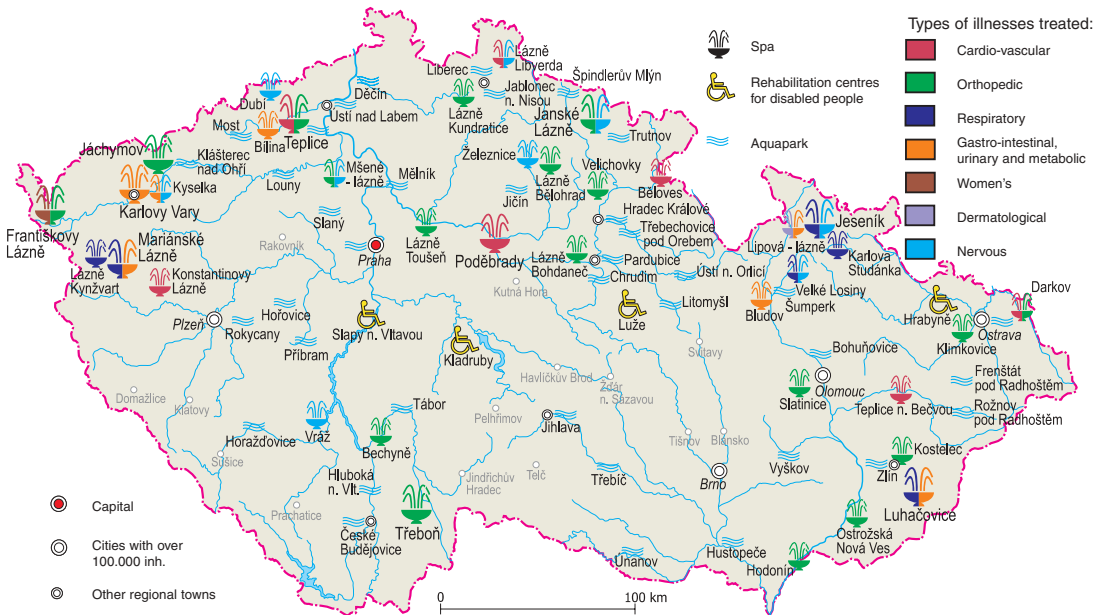 Types of illnesses treated:
Spa
Rehabilitation centres
for disabled people
Aquapark
Cardio-vascular
Orthopedic
Respiratory
Gastro-intestinal,
urinary and metabolic
Women's
Dermatological
Nervous
Lázně
Libverda
Liberec
Jablonec
n. Nisou
Špindlerův Mlýn
Děčín
Dubí
Ústí nad Labem
Lázně
Kundratice
Janské
Lázně
Trutnov
Most
Bílina
Teplice
Jáchymov
Klášterec
nad Ohří
Železnice
Velichovky
Kyselka
Louny
Mšené
- lázně
Mělník
Lázně
Bělohrad
Jičín
Běloves
Karlovy Vary
Slaný
Hradec Králové
Třebechovice
pod Orebem
Jeseník
Františkovy
Lázně
Mariánské
Lázně
Rakovník
Praha
Lázně
Toušeň
Poděbrady
Lázně
Bohdaneč
Pardubice
Chrudim
Ústí n. Orlicí
Lipová - lázně
Karlova
Studánka
Lázně
Kynžvart
Konstantinovy
Lázně
Kutná Hora
Litomyšl
Velké Losiny
Šumperk
Bludov
Darkov
Hrabyně
Ostrava
Klimkovice
Plzeň
Rokycany
Hořovice
Slapy n. Vltavou
Luže
Příbram
Kladruby
Svitavy
Bohuňovice
Frenštát
pod Radhoštěm
Havlíčkův Brod
Žďár
n. Sázavou
Olomouc
Slatinice
Teplice n. Bečvou
Rožnov
pod Radhoštěm
Domažlice
Klatovy
Tábor
Pelhřimov
Jihlava
Horažďovice
Vráž
Bechyně
Tišnov
Blansko
Kostelec
Sušice
Hluboká
n. Vlt.
Jindřichův
Hradec
Telč
Třebíč
Brno
Vyškov
Zlín
Luhačovice
Prachatice
Třeboň
České
Budějovice
Ostrožská
Nová Ves
Únanov
Hustopeče
Hodonín
Capital
Cities with over
100.000 inh.
Other regional towns
0 100 km